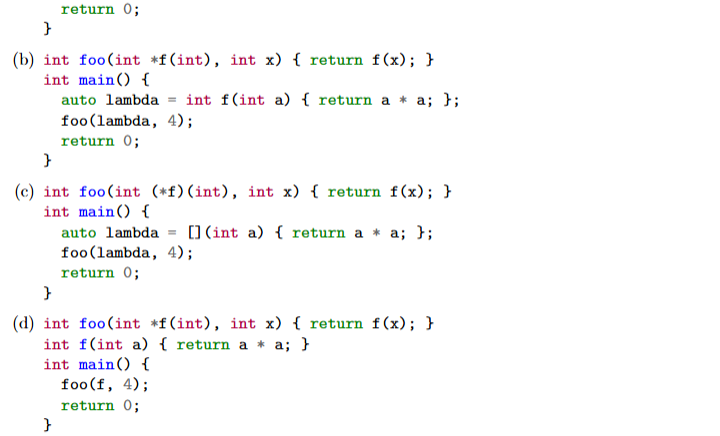 return 0;
}
(b) int foo(int *f(int), int x) { return f(x); }
int main() {
auto lambda = int f(int a) { return a * a; };
foo(lambda, 4);
return 0;
}
(c) int foo(int (*f)(int), int x) { return f(x); }
int main() {
auto lambda = [](int a) { return a * a; };
foo(lambda, 4);
return 0;
}
(d) int foo(int *f(int), int x) { return f(x); }
int f(int a) { return a * a; }
int main() {
foo(f, 4);
return 0;
}